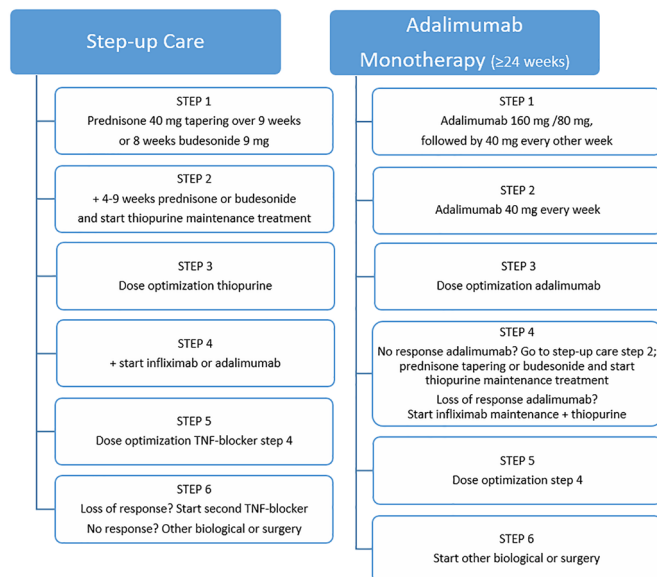 Step-up Care
STEP 1
Prednisone 40 mg tapering over 9 weeks
or 8 weeks budesonide 9 mg
STEP 2
+ 4-9 weeks prednisone or budesonide
and start thiopurine maintenance treatment
STEP 3
Dose optimization thiopurine
STEP 4
+ start infliximab or adalimumab
STEP 5
Dose optimization TNF-blocker step 4
STEP 6
Loss of response? Start second TNF-blocker
No response? Other biological or surgery
Adalimumab
Monotherapy (≥24 weeks)
STEP 1
Adalimumab 160 mg /80 mg,
followed by 40 mg every other week
STEP 2
Adalimumab 40 mg every week
STEP 3
Dose optimization adalimumab
STEP 4
No response adalimumab? Go to step-up care step 2;
prednisone tapering or budesonide and start
thiopurine maintenance treatment
Loss of response adalimumab?
Start infliximab maintenance + thiopurine
STEP 5
Dose optimization step 4
STEP 6
Start other biological or surgery